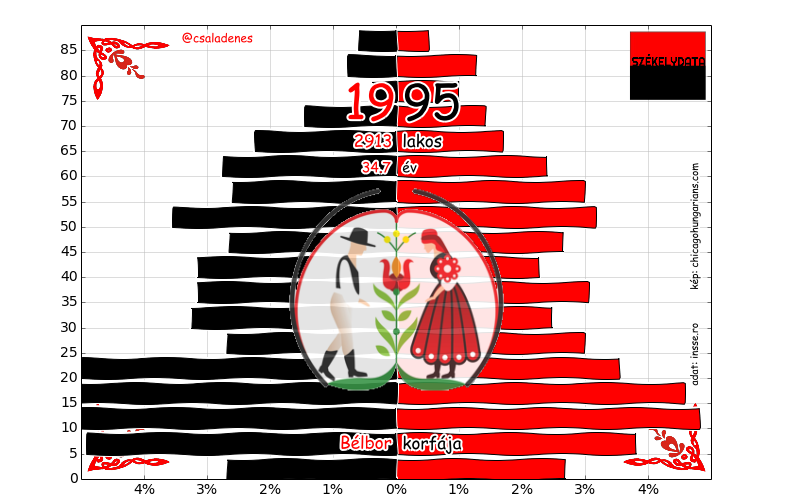 @csaladenes
SZÉKELYDATA
1995
2913 lakos
34.7 év
kép: chicagohungarians.com
adat: insse.ro
Bélbor korfája
85
80
75
70
65
60
55
50
45
40
35
30
25
20
15
10
5
0
4% 3% 2% 1% 0% 1% 2% 3% 4%